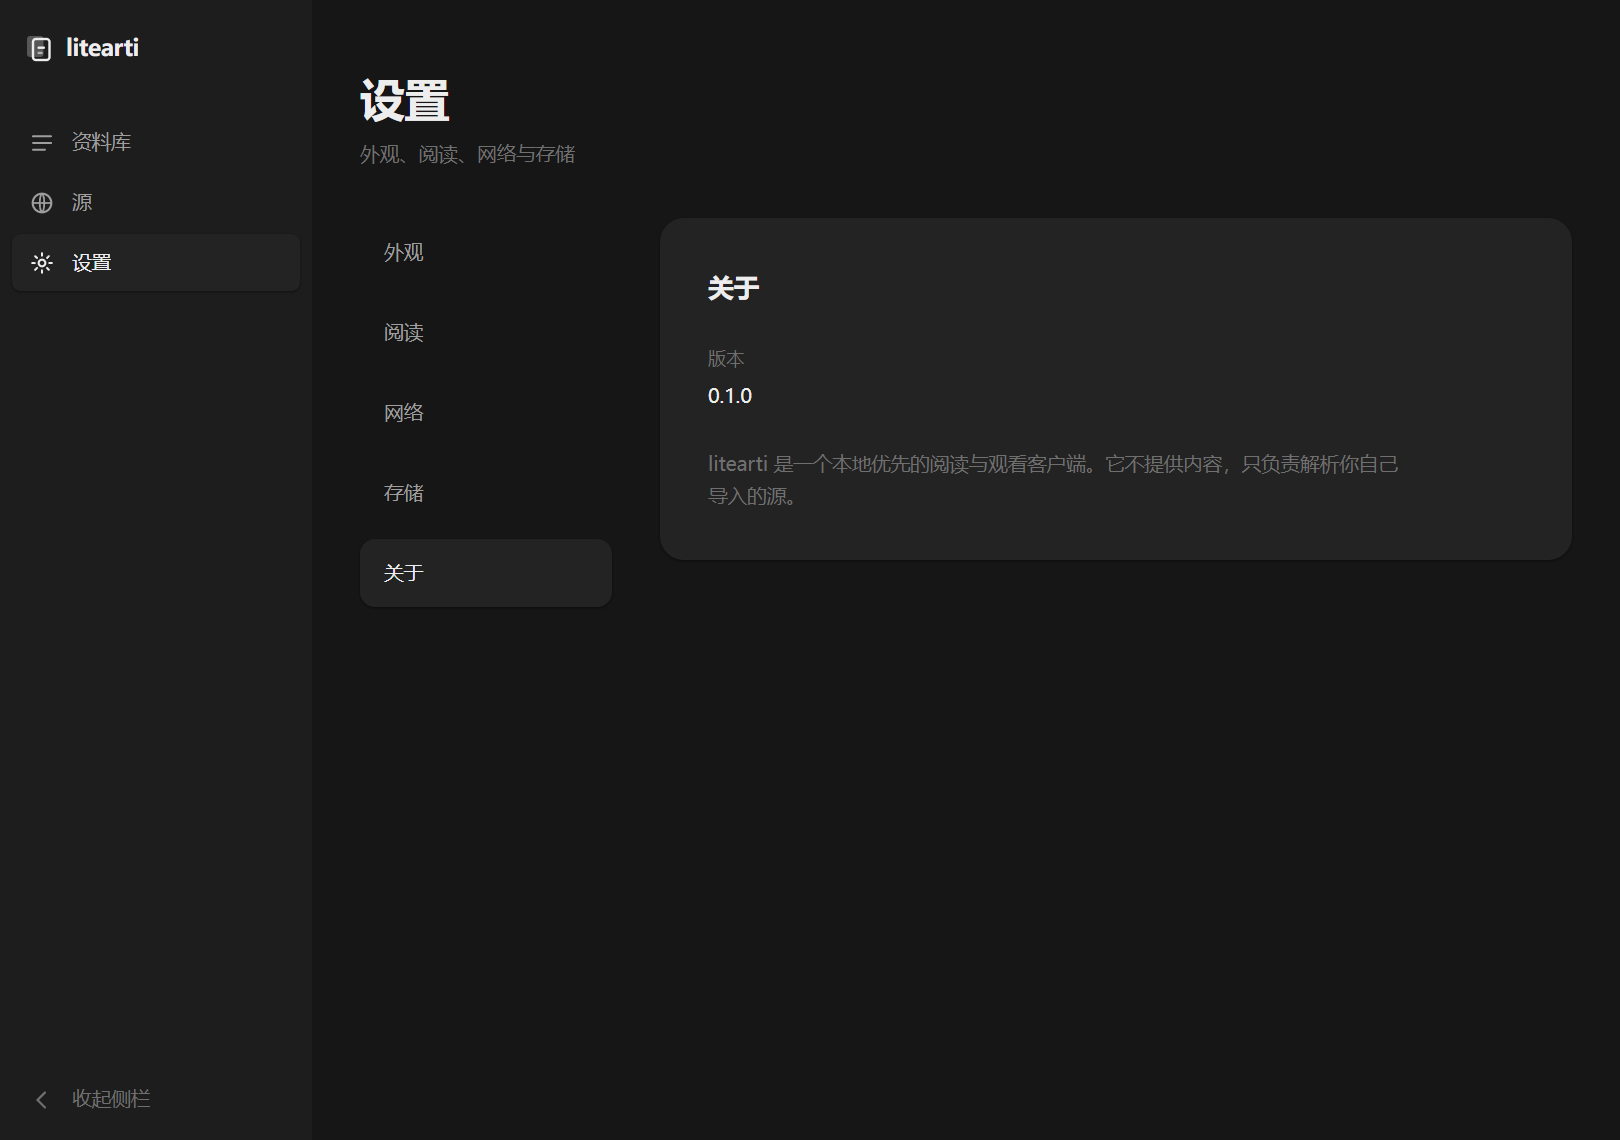 litearti
资料库
源
设置
收起侧栏
设置
外观、阅读、网络与存储
外观
阅读
网络
存储
关于
关于
版本
0.1.0
litearti 是一个本地优先的阅读与观看客户端。它不提供内容，只负责解析你自己
导入的源。